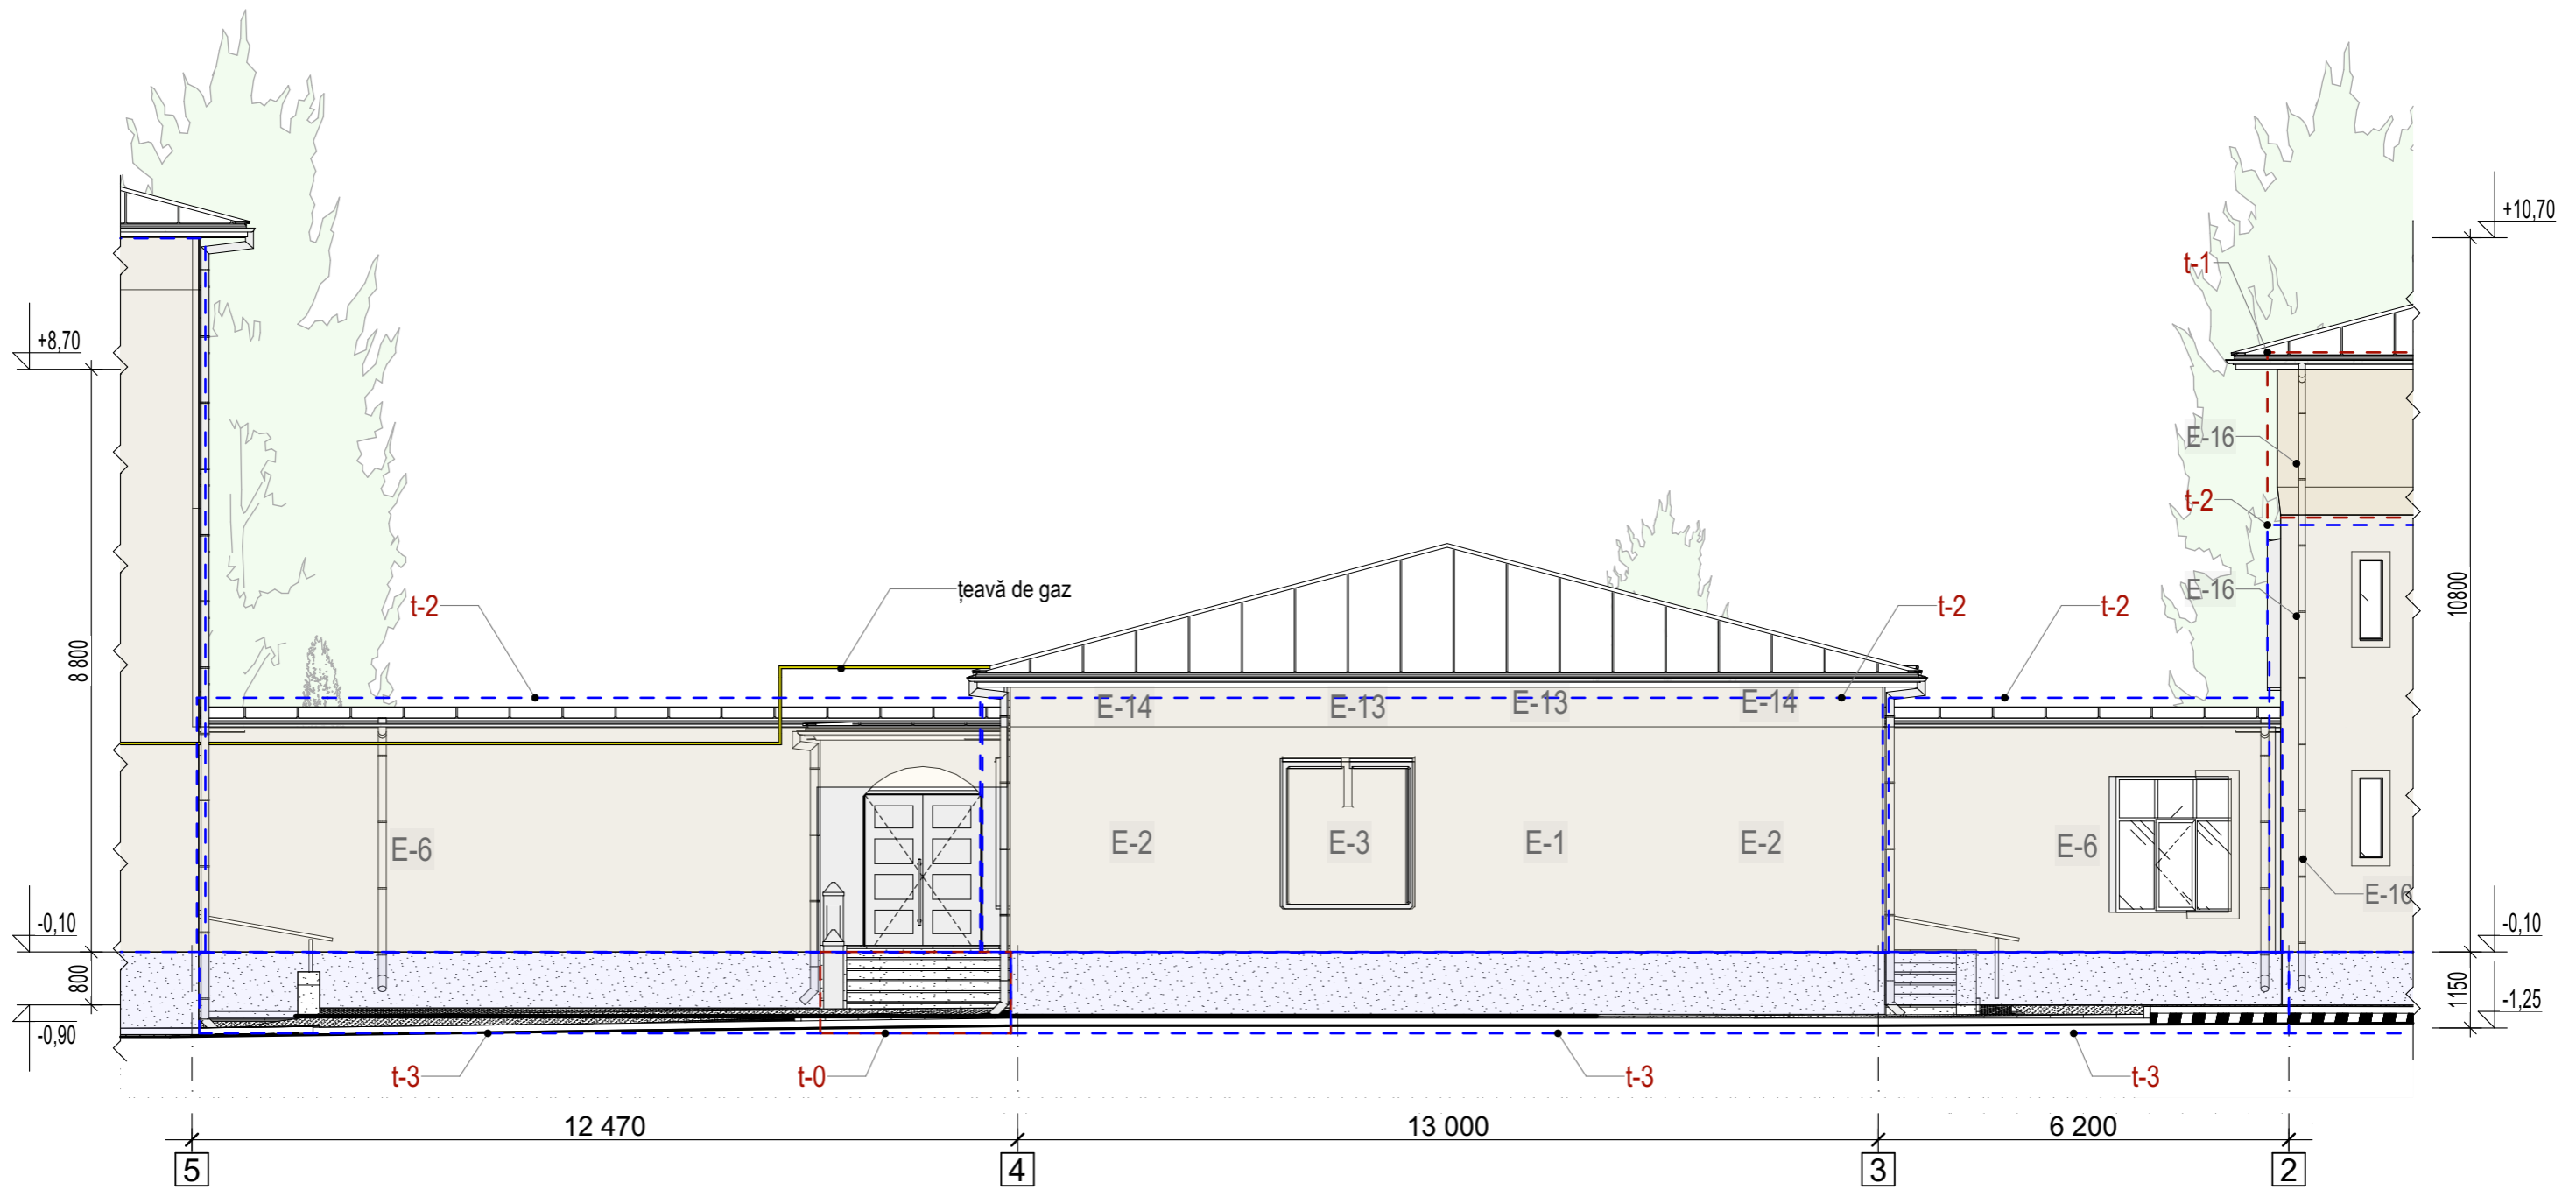 +10,70
t-1
+8,70
E-16
t-2
10800
țeavă de gaz
E-16
t-2
t-2
t-2
8 800
E-14
E-13
E-13
E-14
E-6
E-2
E-3
E-1
E-2
E-6
E-16
-0,10
-0,10
800
1150
-1,25
-0,90
t-3
t-0
t-3
t-3
12 470
13 000
6 200
5
4
3
2